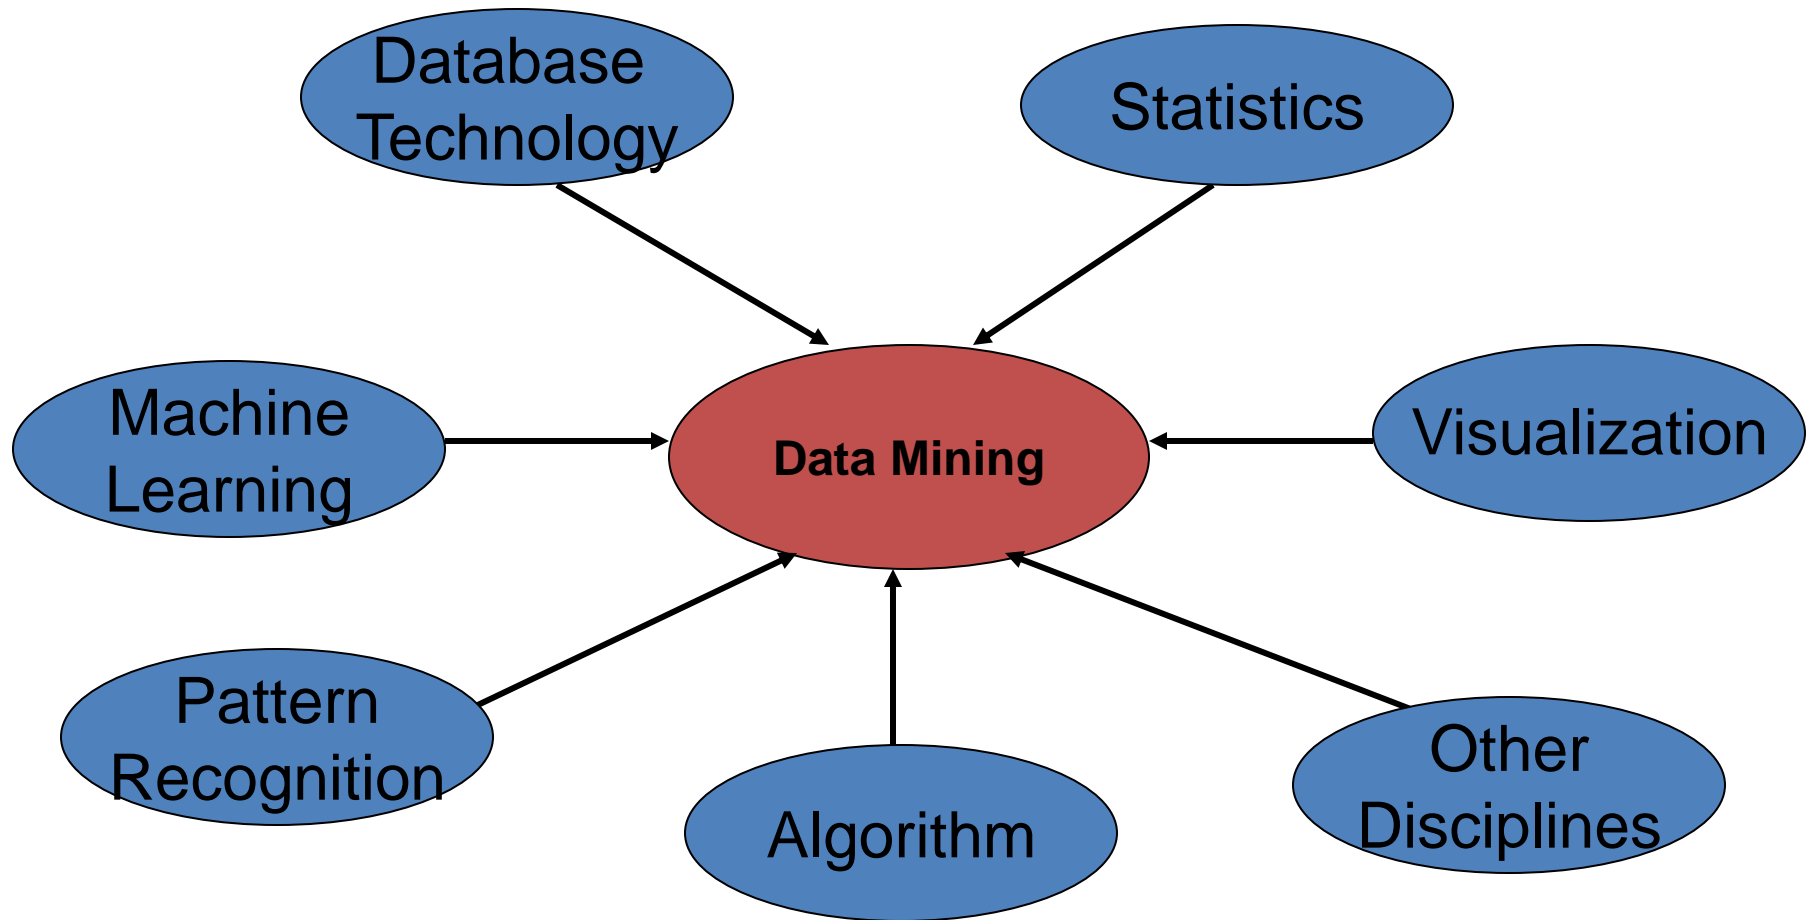 Database
Technology
Statistics
Machine
Learning
Data Mining
Visualization
Pattern
Recognition
Algorithm
Other
Disciplines